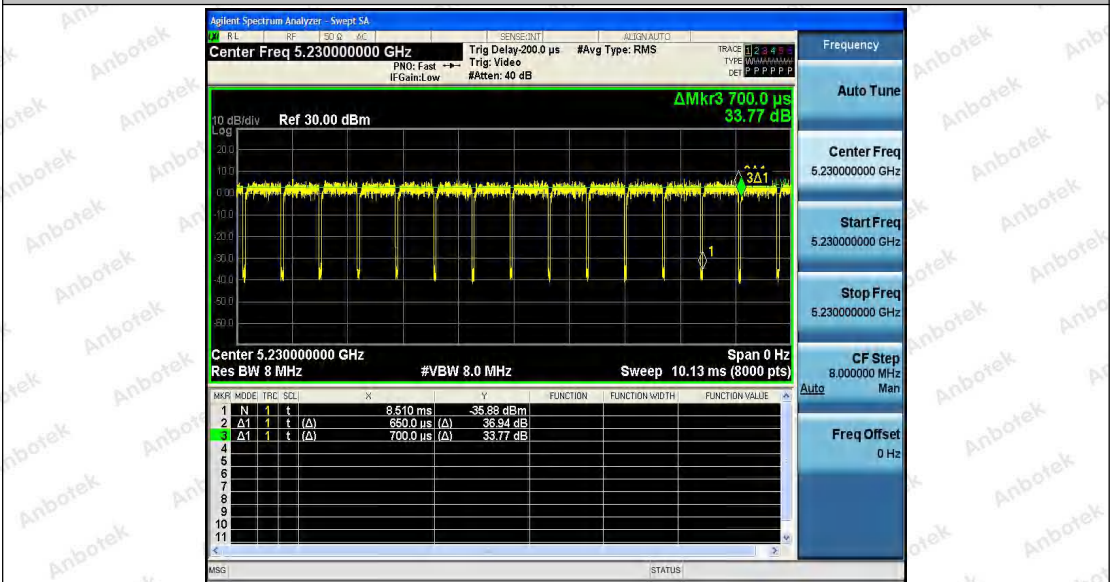 Agilent Spectrum Analyzer - Swept SA
RL RF 50 Ω AC SENSE:INT ALIGNAUTO
Center Freq 5.230000000 GHz
PNO: Fast
IFGain:Low
Trig Delay-200.0 µs #Avg Type: RMS
Trig: Video
#Atten: 40 dB
TRACE 1 2 3 4 5 6
TYPE
DET P P P P P P
ΔMkr3 700.0 µs
33.77 dB
10 dB/div Ref 30.00 dBm
Log
20.0
10.0
0.00
-10.0
-20.0
-30.0
-40.0
-50.0
-60.0
3Δ1
1
Center 5.230000000 GHz Span 0 Hz
Res BW 8 MHz #VBW 8.0 MHz Sweep 10.13 ms (8000 pts)
MKR MODE TRC SCL X Y FUNCTION FUNCTION WIDTH FUNCTION VALUE
1 N 1 t 8.510 ms -35.88 dBm
2 Δ1 1 t (Δ) 650.0 µs (Δ) 36.94 dB
3 Δ1 1 t (Δ) 700.0 µs (Δ) 33.77 dB
4
5
6
7
8
9
10
11
MSG STATUS
Frequency
Auto Tune
Center Freq
5.230000000 GHz
Start Freq
5.230000000 GHz
Stop Freq
5.230000000 GHz
CF Step
8.000000 MHz
Auto Man
Freq Offset
0 Hz
Anbotek